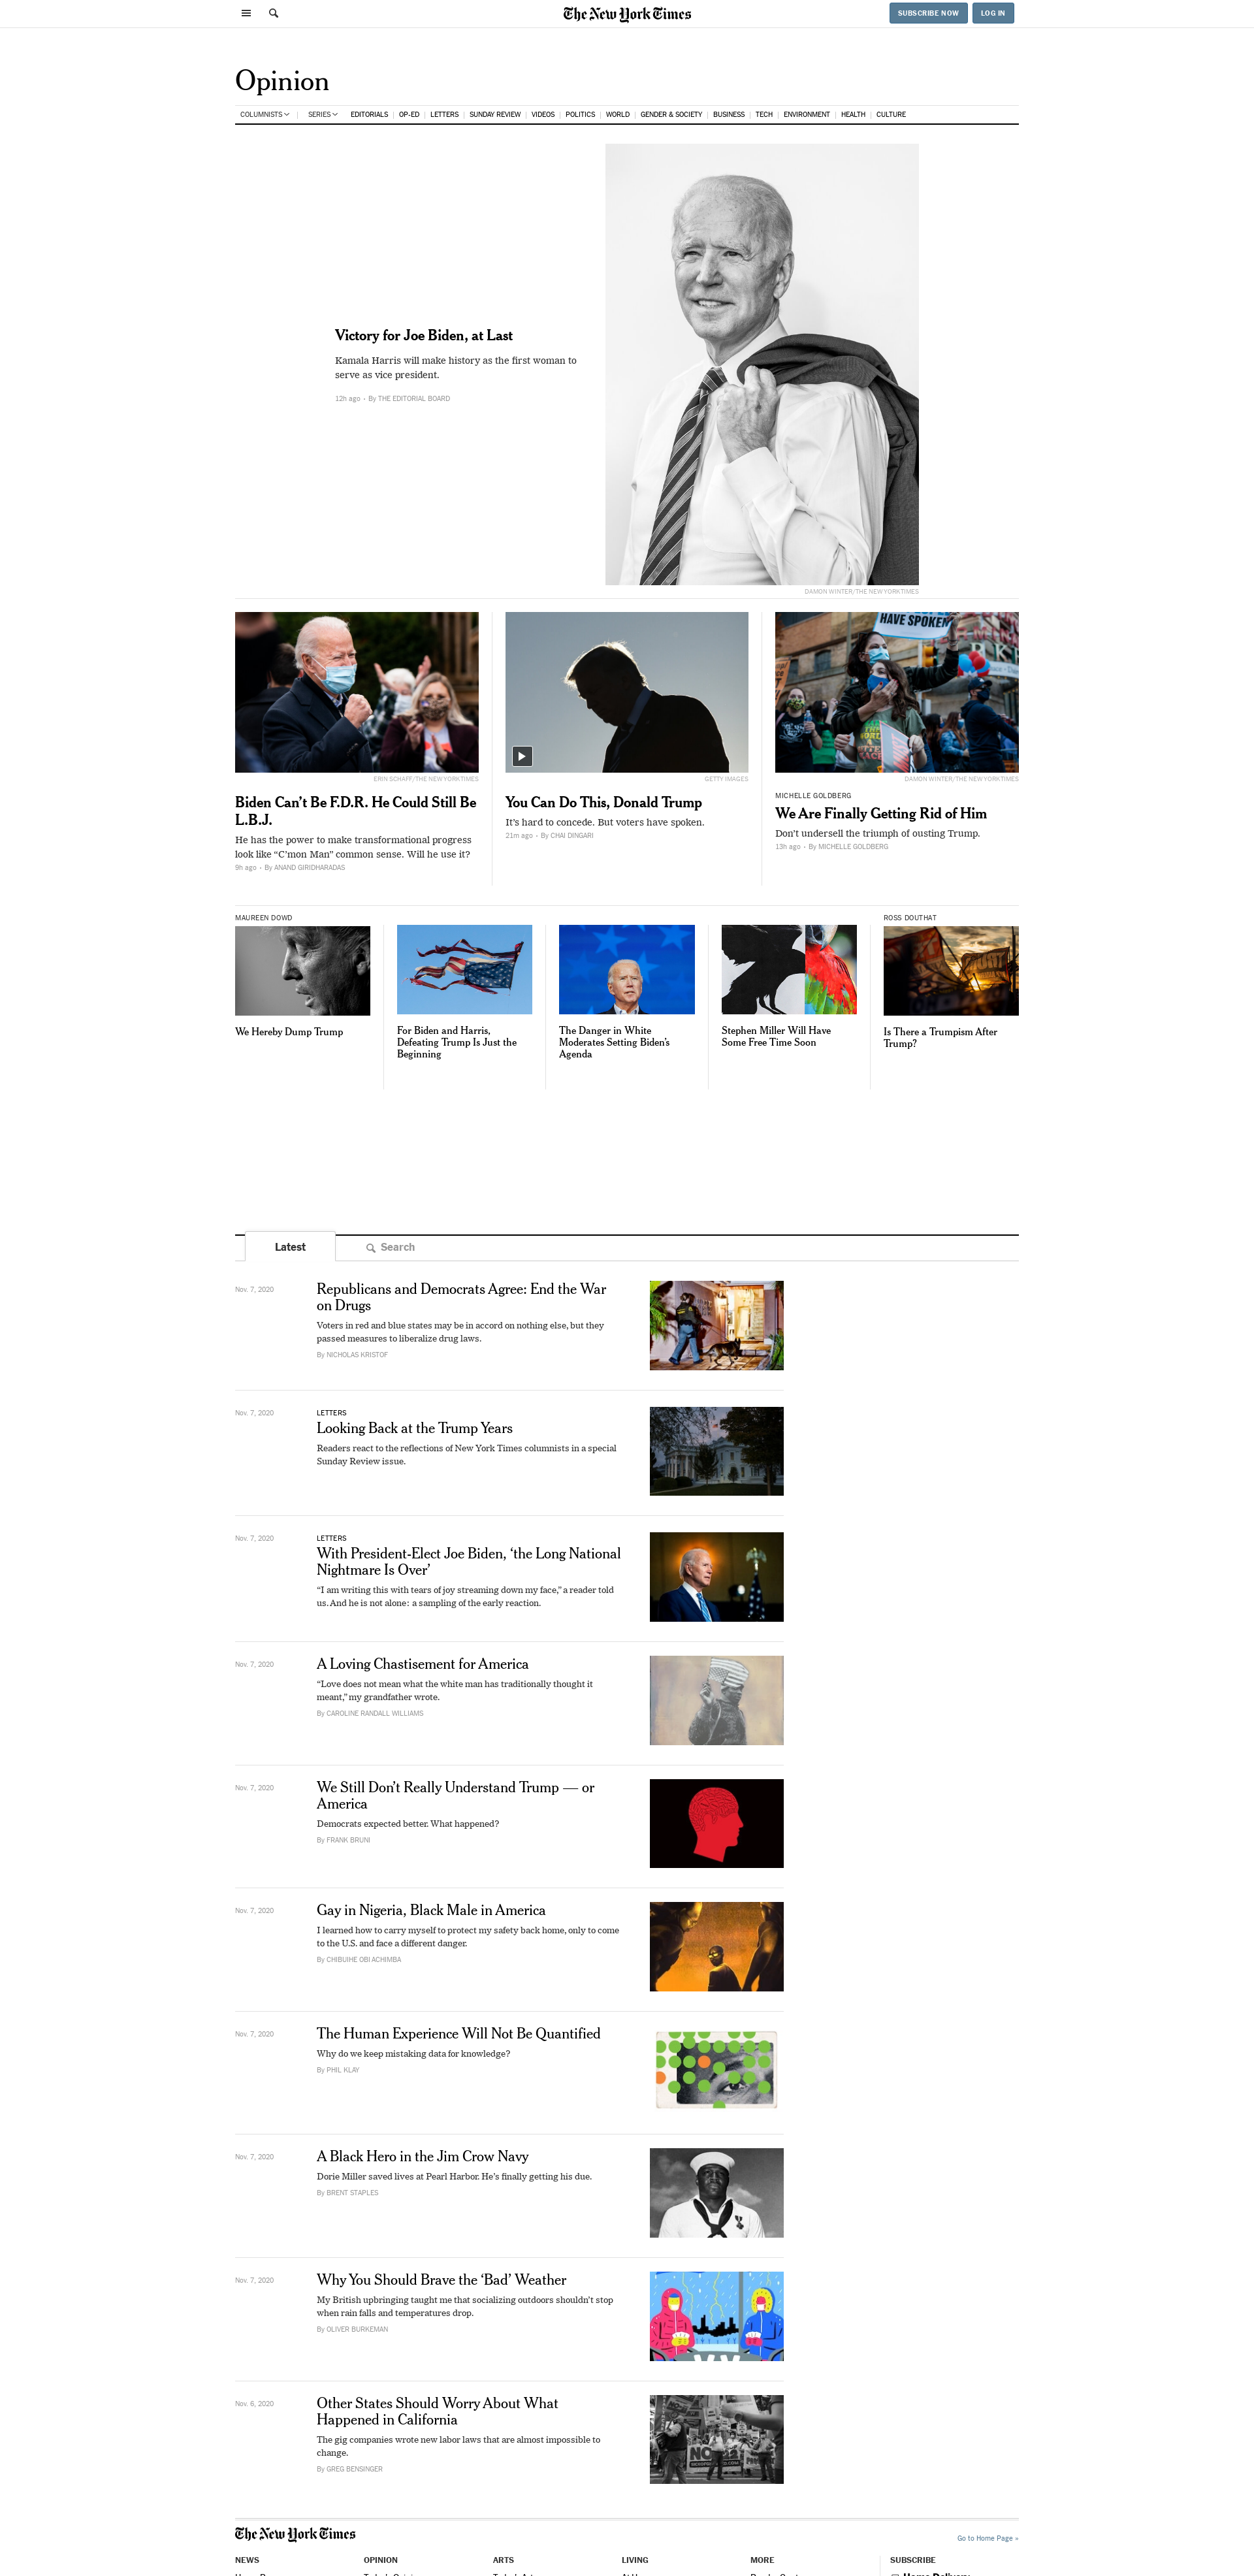 The New York Times
SUBSCRIBE NOW
LOG IN
Opinion
COLUMNISTS
SERIES
EDITORIALS
OP-ED
LETTERS
SUNDAY REVIEW
VIDEOS
POLITICS
WORLD
GENDER & SOCIETY
BUSINESS
TECH
ENVIRONMENT
HEALTH
CULTURE
Victory for Joe Biden, at Last
Kamala Harris will make history as the first woman to
serve as vice president.
12h ago • By THE EDITORIAL BOARD
DAMON WINTER/THE NEW YORK TIMES
HAVE SPOKEN
ERIN SCHAFF/THE NEW YORK TIMES
Biden Can’t Be F.D.R. He Could Still Be
L.B.J.
He has the power to make transformational progress
look like “C’mon Man” common sense. Will he use it?
9h ago • By ANAND GIRIDHARADAS
GETTY IMAGES
You Can Do This, Donald Trump
It’s hard to concede. But voters have spoken.
21m ago • By CHAI DINGARI
DAMON WINTER/THE NEW YORK TIMES
MICHELLE GOLDBERG
We Are Finally Getting Rid of Him
Don’t undersell the triumph of ousting Trump.
13h ago • By MICHELLE GOLDBERG
MAUREEN DOWD
We Hereby Dump Trump
For Biden and Harris,
Defeating Trump Is Just the
Beginning
The Danger in White
Moderates Setting Biden’s
Agenda
Stephen Miller Will Have
Some Free Time Soon
ROSS DOUTHAT
Is There a Trumpism After
Trump?
Latest
Search
Nov. 7, 2020
Republicans and Democrats Agree: End the War
on Drugs
Voters in red and blue states may be in accord on nothing else, but they
passed measures to liberalize drug laws.
By NICHOLAS KRISTOF
Nov. 7, 2020
LETTERS
Looking Back at the Trump Years
Readers react to the reflections of New York Times columnists in a special
Sunday Review issue.
Nov. 7, 2020
LETTERS
With President-Elect Joe Biden, ‘the Long National
Nightmare Is Over’
“I am writing this with tears of joy streaming down my face,” a reader told
us. And he is not alone: a sampling of the early reaction.
Nov. 7, 2020
A Loving Chastisement for America
“Love does not mean what the white man has traditionally thought it
meant,” my grandfather wrote.
By CAROLINE RANDALL WILLIAMS
Nov. 7, 2020
We Still Don’t Really Understand Trump — or
America
Democrats expected better. What happened?
By FRANK BRUNI
Nov. 7, 2020
Gay in Nigeria, Black Male in America
I learned how to carry myself to protect my safety back home, only to come
to the U.S. and face a different danger.
By CHIBUIHE OBI ACHIMBA
Nov. 7, 2020
The Human Experience Will Not Be Quantified
Why do we keep mistaking data for knowledge?
By PHIL KLAY
Nov. 7, 2020
A Black Hero in the Jim Crow Navy
Dorie Miller saved lives at Pearl Harbor. He’s finally getting his due.
By BRENT STAPLES
Nov. 7, 2020
Why You Should Brave the ‘Bad’ Weather
My British upbringing taught me that socializing outdoors shouldn’t stop
when rain falls and temperatures drop.
By OLIVER BURKEMAN
Nov. 6, 2020
Other States Should Worry About What
Happened in California
The gig companies wrote new labor laws that are almost impossible to
change.
By GREG BENSINGER
The New York Times
Go to Home Page »
NEWS
OPINION
ARTS
LIVING
MORE
SUBSCRIBE